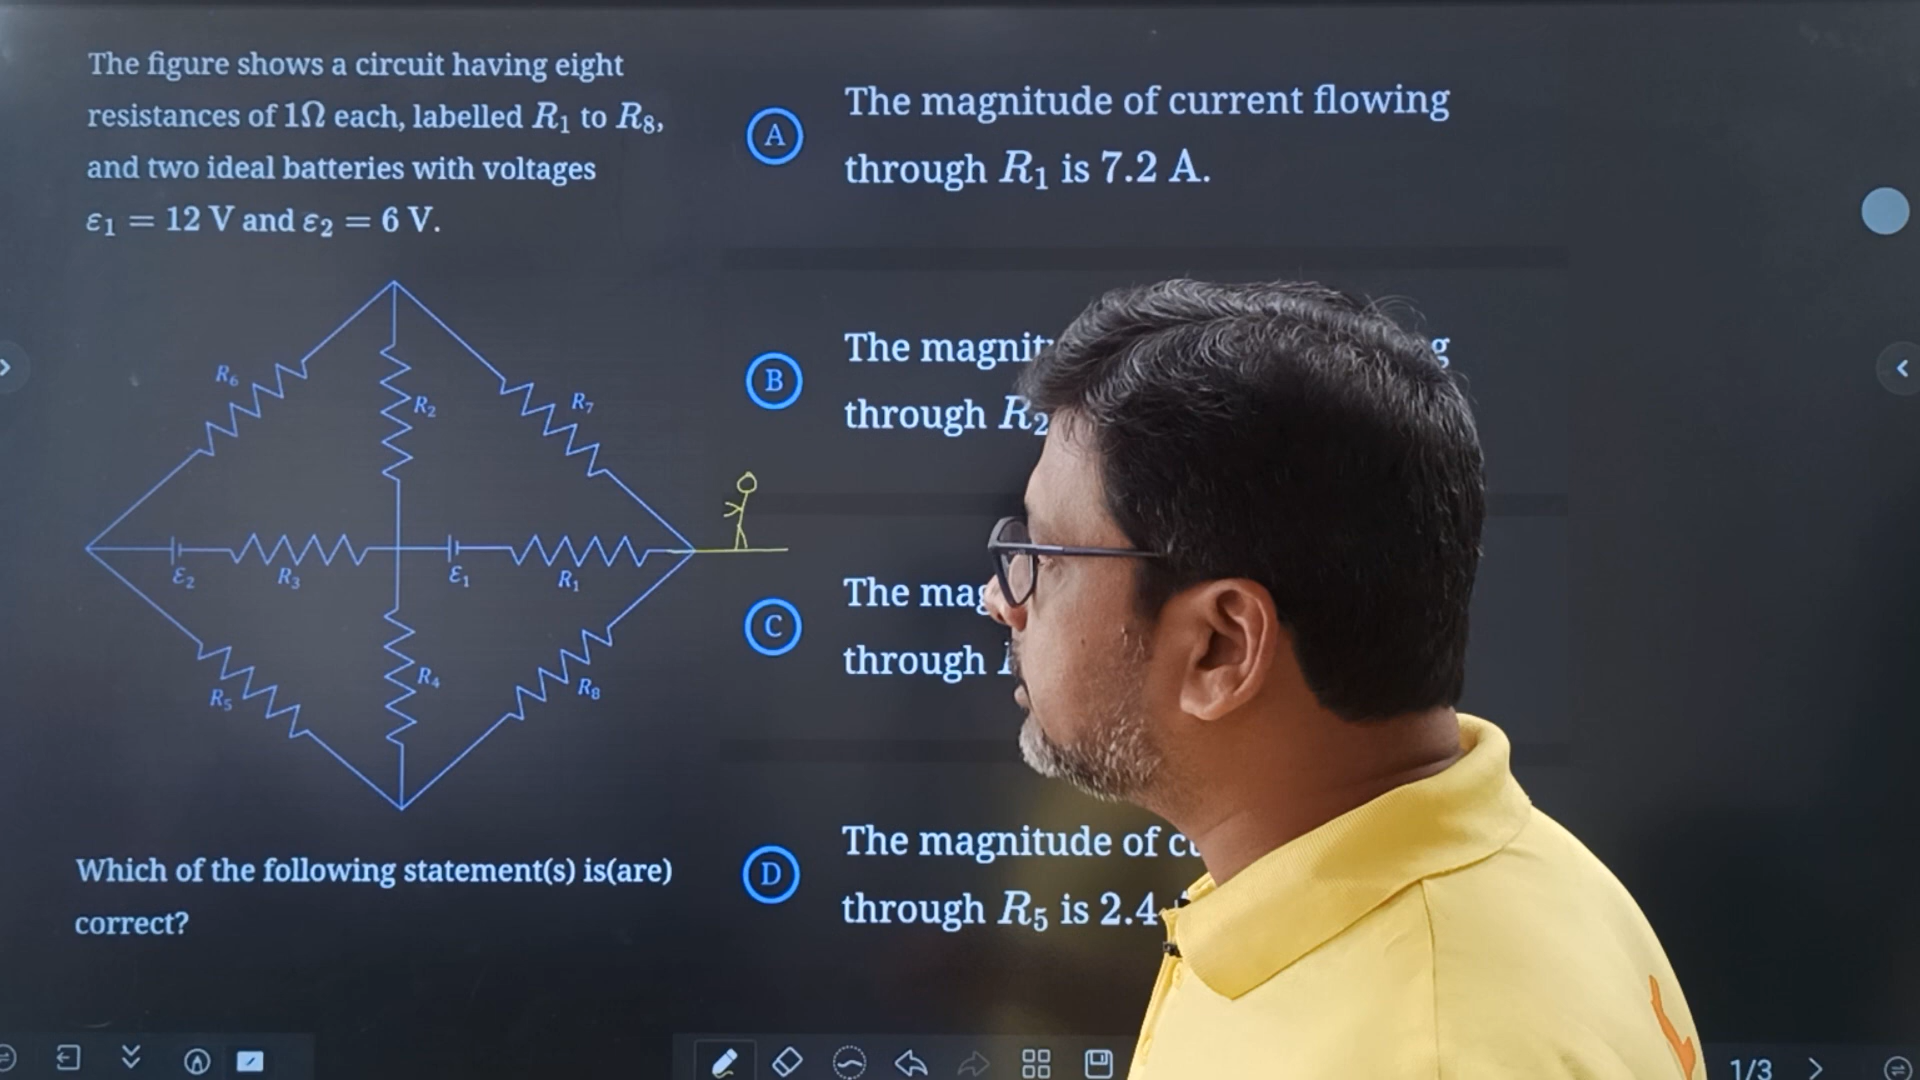 The figure shows a circuit having eight
resistances of 1Ω each, labelled R₁ to R₈,
and two ideal batteries with voltages
ε₁ = 12 V and ε₂ = 6 V.
R₆
R₂
R₇
ε₂
R₃
ε₁
R₁
R₅
R₄
R₈
Which of the following statement(s) is(are)
correct?
A
The magnitude of current flowing
through R₁ is 7.2 A.
B
The
through R₂
C
The
through
D
The magnitude of
through R₅ is 2.4
1/3